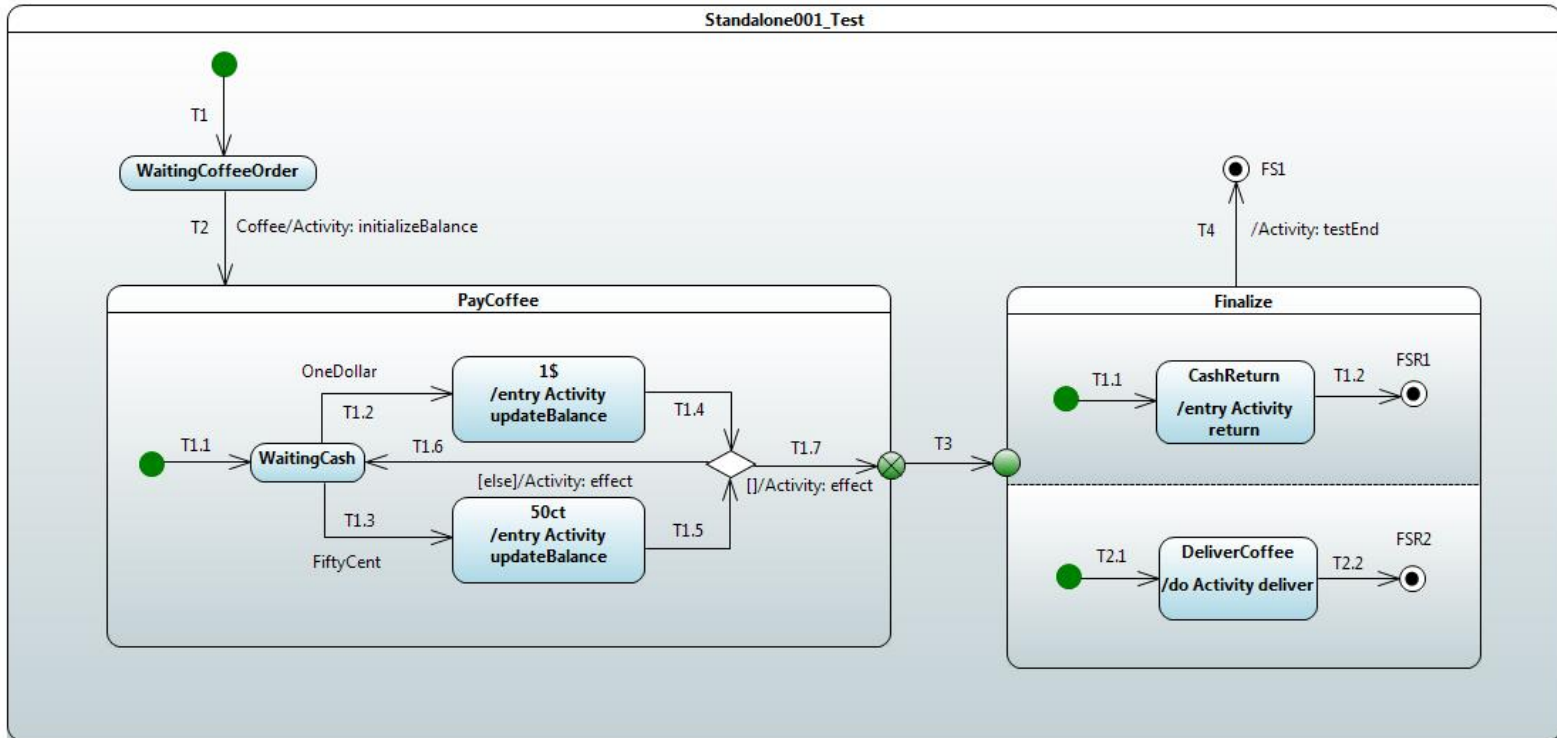 Standalone001_Test
T1
WaitingCoffeeOrder
FS1
T2
Coffee/Activity: initializeBalance
T4
/Activity: testEnd
PayCoffee
Finalize
OneDollar
1$
/entry Activity
updateBalance
T1.2
T1.4
T1.1
WaitingCash
T1.6
T1.7
T3
[else]/Activity: effect
[]/Activity: effect
T1.3
FiftyCent
50ct
/entry Activity
updateBalance
T1.5
T1.1
CashReturn
/entry Activity
return
T1.2
FSR1
T2.1
DeliverCoffee
/do Activity deliver
T2.2
FSR2